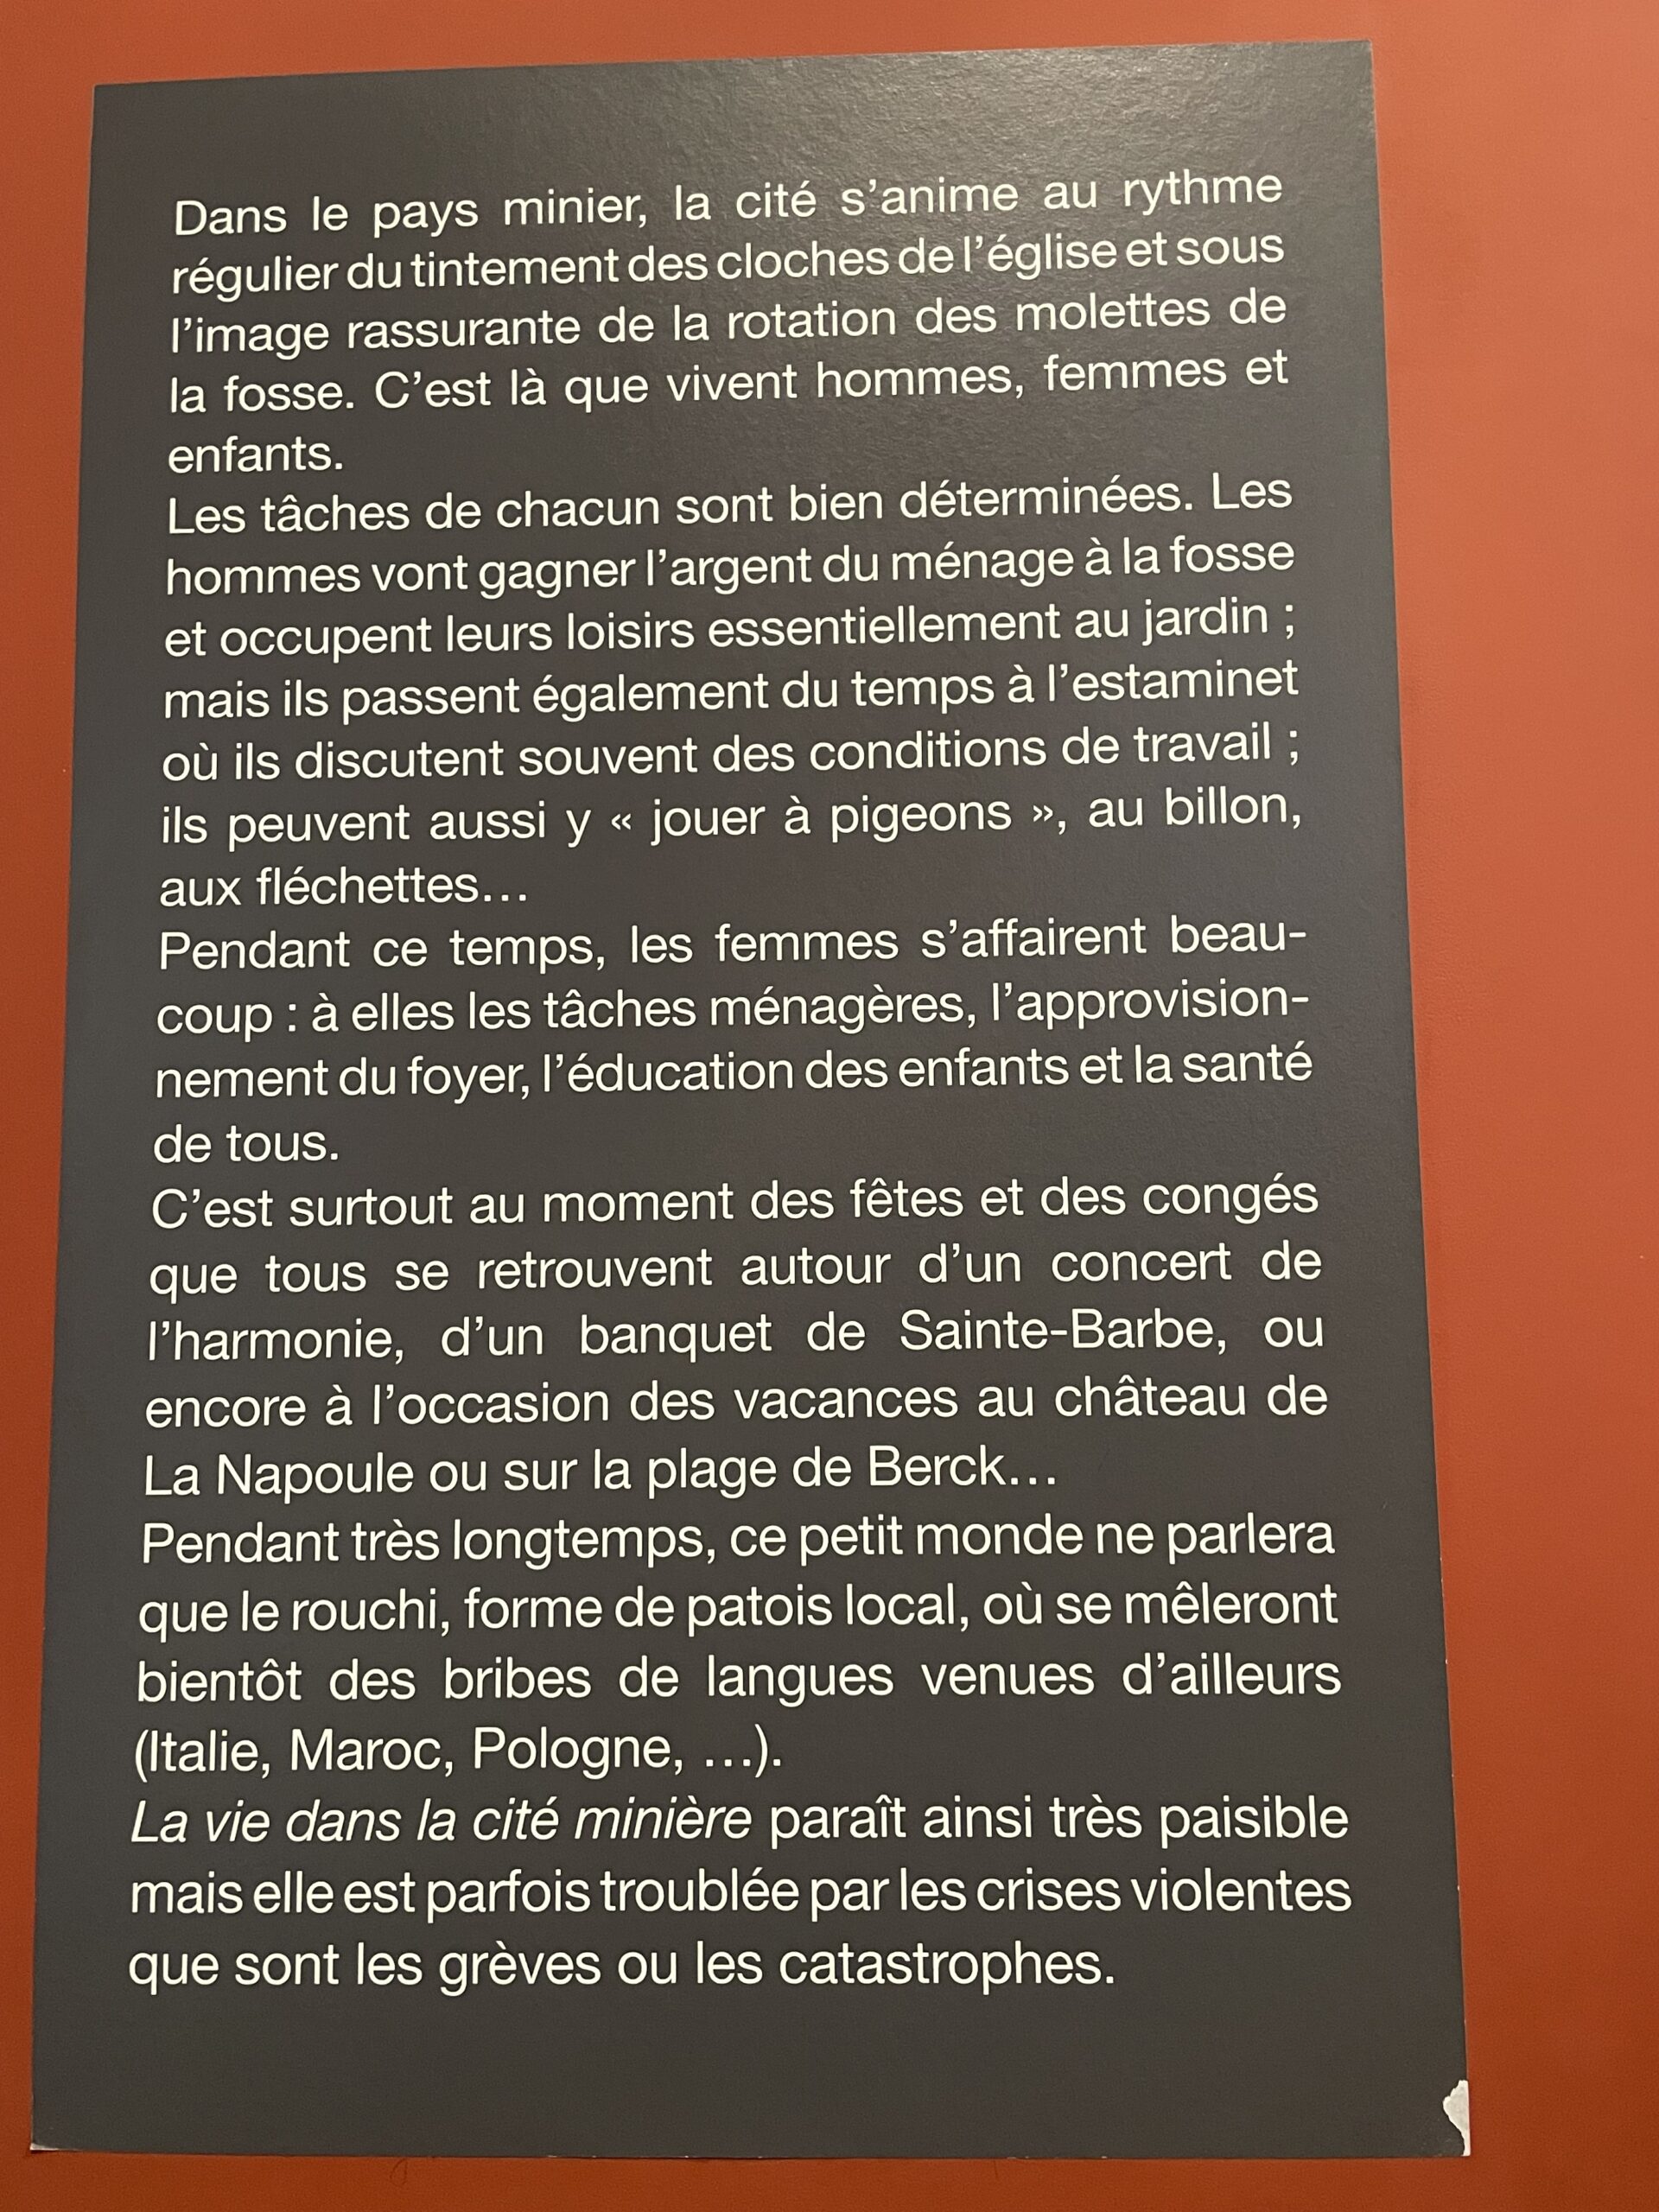 Dans le pays minier, la cité s’anime au rythme
régulier du tintement des cloches de l’église et sous
l’image rassurante de la rotation des molettes de
la fosse. C’est là que vivent hommes, femmes et
enfants.
Les tâches de chacun sont bien déterminées. Les
hommes vont gagner l’argent du ménage à la fosse
et occupent leurs loisirs essentiellement au jardin ;
mais ils passent également du temps à l’estaminet
où ils discutent souvent des conditions de travail ;
ils peuvent aussi y « jouer à pigeons », au billon,
aux fléchettes…
Pendant ce temps, les femmes s’affairent beau-
coup : à elles les tâches ménagères, l’approvision-
nement du foyer, l’éducation des enfants et la santé
de tous.
C’est surtout au moment des fêtes et des congés
que tous se retrouvent autour d’un concert de
l’harmonie, d’un banquet de Sainte-Barbe, ou
encore à l’occasion des vacances au château de
La Napoule ou sur la plage de Berck…
Pendant très longtemps, ce petit monde ne parlera
que le rouchi, forme de patois local, où se mêleront
bientôt des bribes de langues venues d’ailleurs
(Italie, Maroc, Pologne, …).
La vie dans la cité minière paraît ainsi très paisible
mais elle est parfois troublée par les crises violentes
que sont les grèves ou les catastrophes.